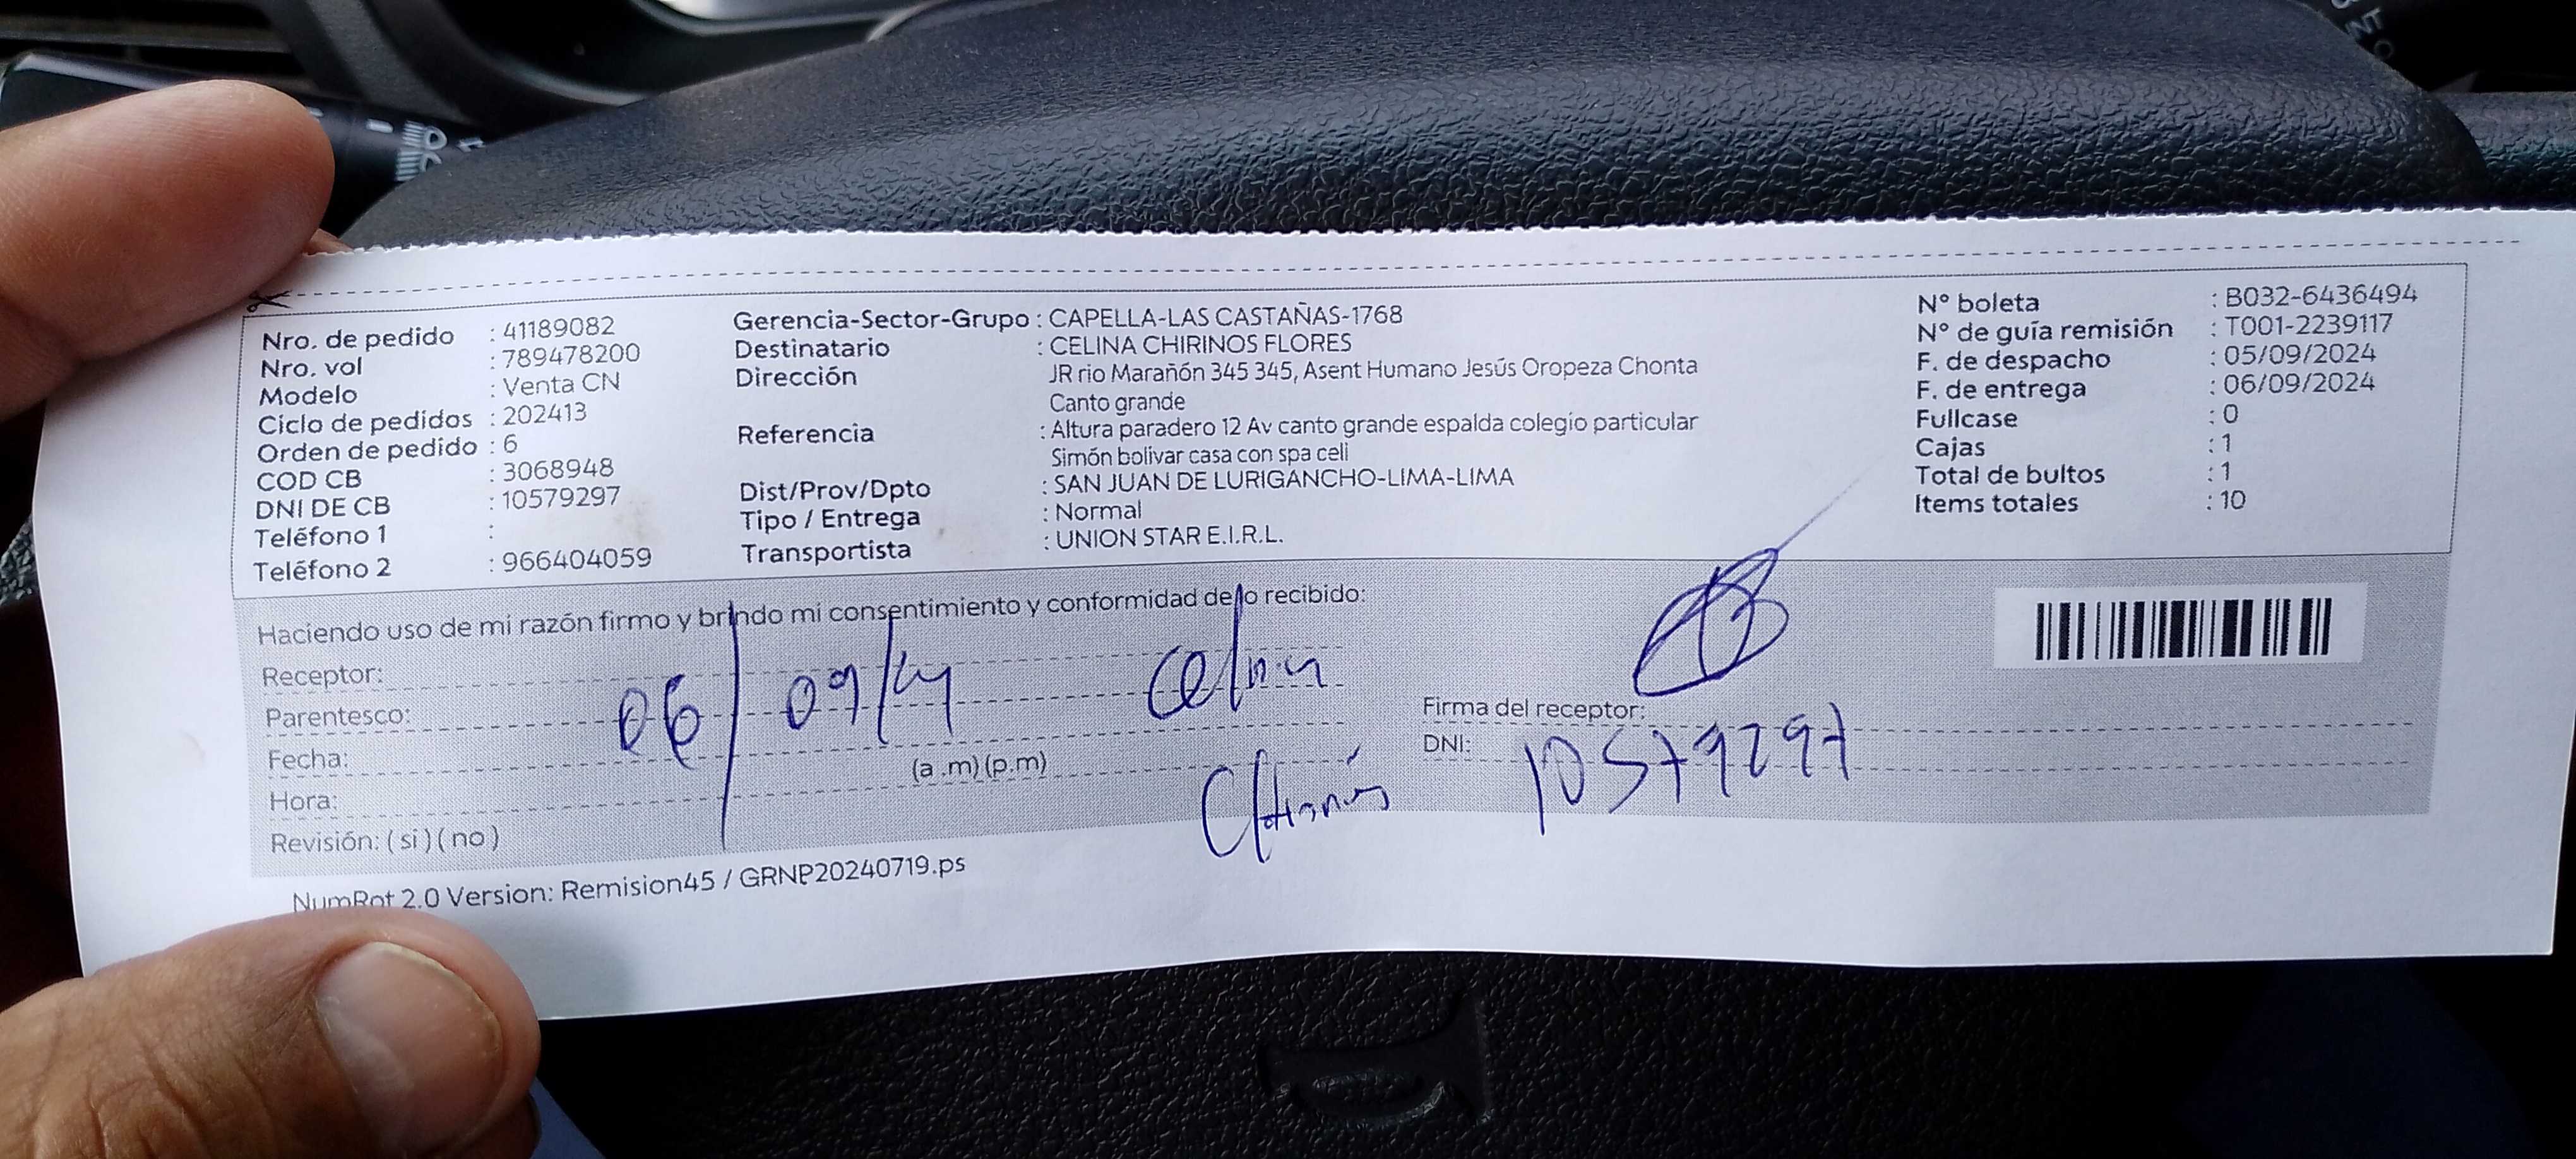 Nro. de pedido : 41189082
Nro. vol : 789478200
Modelo : Venta CN
Ciclo de pedidos : 202413
Orden de pedido : 6
COD CB : 3068948
DNI DE CB : 10579297
Teléfono 1 :
Teléfono 2 : 966404059
Gerencia-Sector-Grupo : CAPELLA-LAS CASTAÑAS-1768
Destinatario : CELINA CHIRINOS FLORES
Dirección JR rio Marañón 345 345, Asent Humano Jesús Oropeza Chonta
Canto grande
Referencia : Altura paradero 12 Av canto grande espalda colegio particular
Simón bolivar casa con spa celi
Dist/Prov/Dpto : SAN JUAN DE LURIGANCHO-LIMA-LIMA
Tipo / Entrega : Normal
Transportista : UNION STAR E.I.R.L.
N° boleta : B032-6436494
N° de guía remisión : T001-2239117
F. de despacho : 05/09/2024
F. de entrega : 06/09/2024
Fullcase : 0
Cajas : 1
Total de bultos : 1
Items totales : 10
Haciendo uso de mi razón firmo y brindo mi consentimiento y conformidad de lo recibido:
Receptor:
Parentesco:
Fecha: 06/09/24
Hora: (a .m) (p.m)
Revisión: ( si ) ( no )
Celina
Chirinos
Firma del receptor:
DNI: 10579297
NumRot 2.0 Version: Remision45 / GRNP20240719.ps